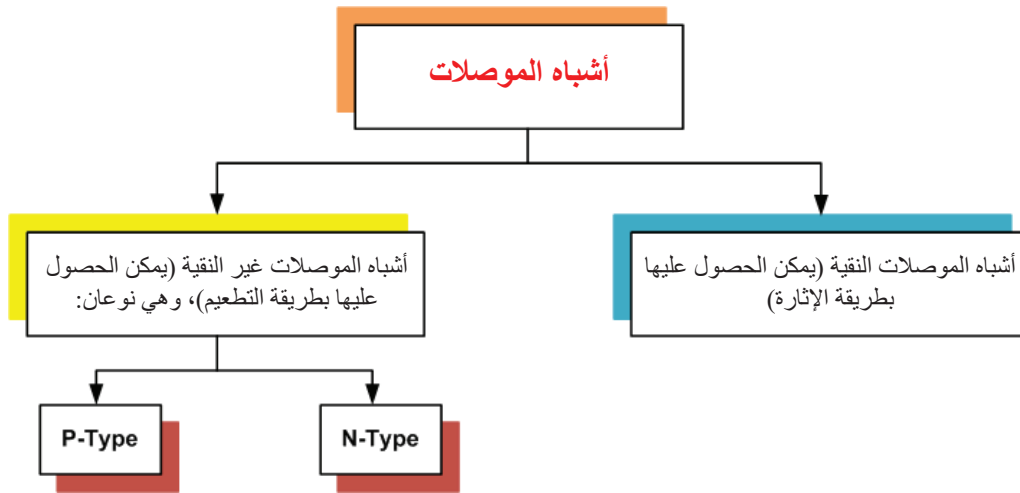 أشباه الموصلات
أشباه الموصلات النقية (يمكن الحصول عليها
بطريقة الإثارة)
أشباه الموصلات غير النقية (يمكن الحصول
عليها بطريقة التطعيم)، وهي نوعان:
N-Type
P-Type